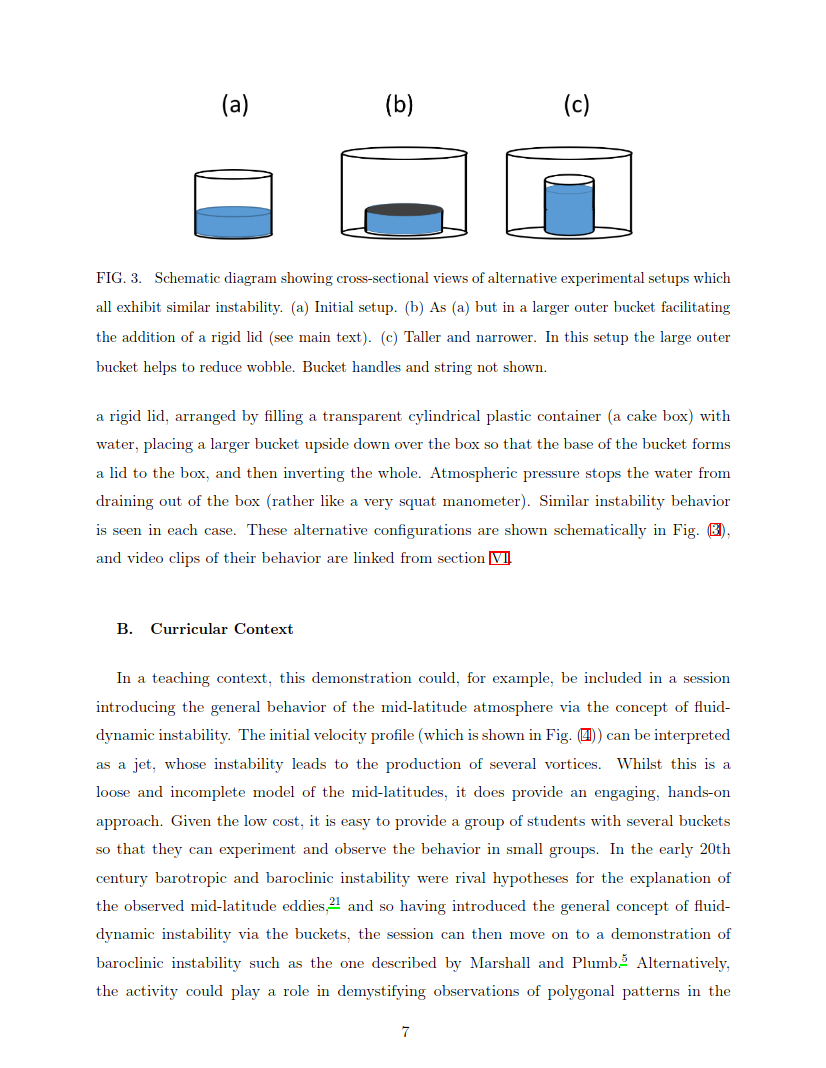 (a) (b) (c)
FIG. 3. Schematic diagram showing cross-sectional views of alternative experimental setups which
all exhibit similar instability. (a) Initial setup. (b) As (a) but in a larger outer bucket facilitating
the addition of a rigid lid (see main text). (c) Taller and narrower. In this setup the large outer
bucket helps to reduce wobble. Bucket handles and string not shown.
a rigid lid, arranged by filling a transparent cylindrical plastic container (a cake box) with
water, placing a larger bucket upside down over the box so that the base of the bucket forms
a lid to the box, and then inverting the whole. Atmospheric pressure stops the water from
draining out of the box (rather like a very squat manometer). Similar instability behavior
is seen in each case. These alternative configurations are shown schematically in Fig. (3),
and video clips of their behavior are linked from section VI.
B. Curricular Context
In a teaching context, this demonstration could, for example, be included in a session
introducing the general behavior of the mid-latitude atmosphere via the concept of fluid-
dynamic instability. The initial velocity profile (which is shown in Fig. (4)) can be interpreted
as a jet, whose instability leads to the production of several vortices. Whilst this is a
loose and incomplete model of the mid-latitudes, it does provide an engaging, hands-on
approach. Given the low cost, it is easy to provide a group of students with several buckets
so that they can experiment and observe the behavior in small groups. In the early 20th
century barotropic and baroclinic instability were rival hypotheses for the explanation of
the observed mid-latitude eddies,21 and so having introduced the general concept of fluid-
dynamic instability via the buckets, the session can then move on to a demonstration of
baroclinic instability such as the one described by Marshall and Plumb.5 Alternatively,
the activity could play a role in demystifying observations of polygonal patterns in the
7